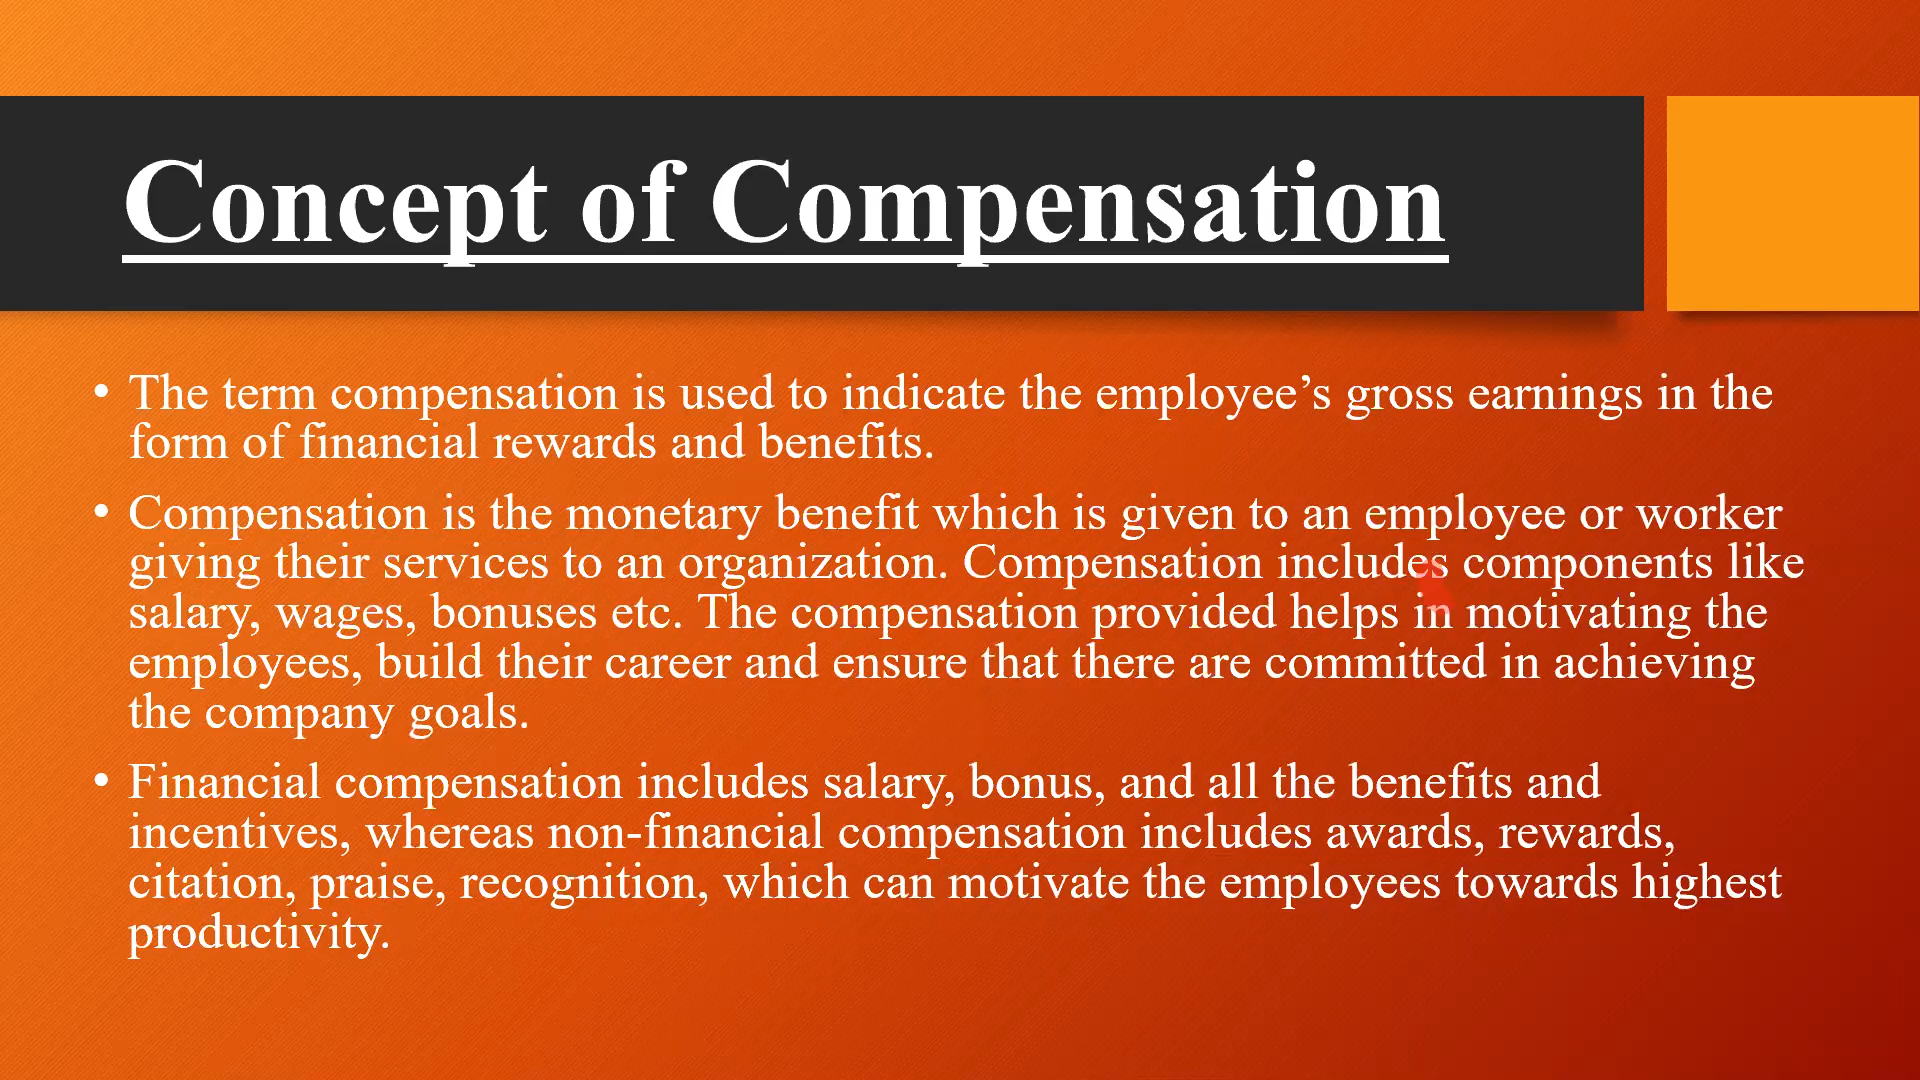 Concept of Compensation
• The term compensation is used to indicate the employee’s gross earnings in the
form of financial rewards and benefits.
• Compensation is the monetary benefit which is given to an employee or worker
giving their services to an organization. Compensation includes components like
salary, wages, bonuses etc. The compensation provided helps in motivating the
employees, build their career and ensure that there are committed in achieving
the company goals.
• Financial compensation includes salary, bonus, and all the benefits and
incentives, whereas non-financial compensation includes awards, rewards,
citation, praise, recognition, which can motivate the employees towards highest
productivity.